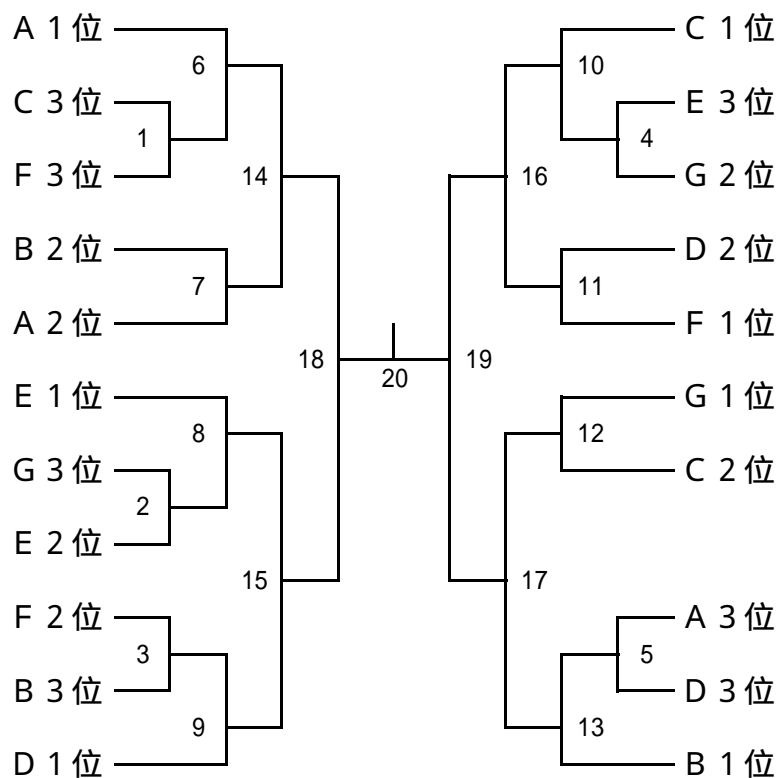 A 1 位
C 1 位
6
10
C 3 位
E 3 位
1
4
F 3 位
G 2 位
14
16
B 2 位
D 2 位
7
11
A 2 位
F 1 位
18
19
20
E 1 位
G 1 位
8
12
G 3 位
C 2 位
2
E 2 位
15
17
F 2 位
A 3 位
3
5
B 3 位
D 3 位
9
13
D 1 位
B 1 位